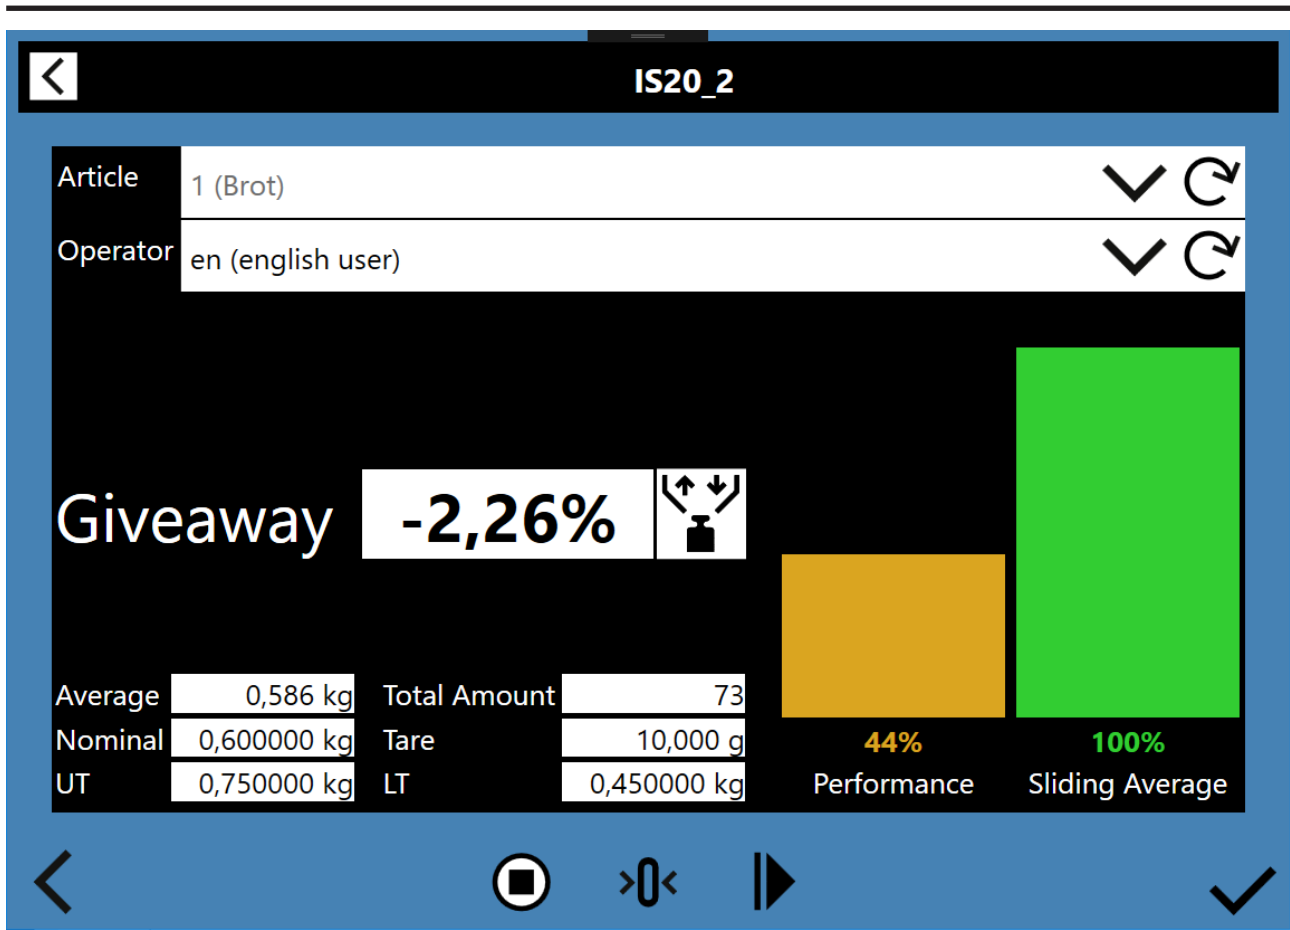 IS20_2
Article 1 (Brot)
Operator en (english user)
Giveaway -2,26%
Average 0,586 kg Total Amount 73
Nominal 0,600000 kg Tare 10,000 g 44% 100%
UT 0,750000 kg LT 0,450000 kg Performance Sliding Average
>0<